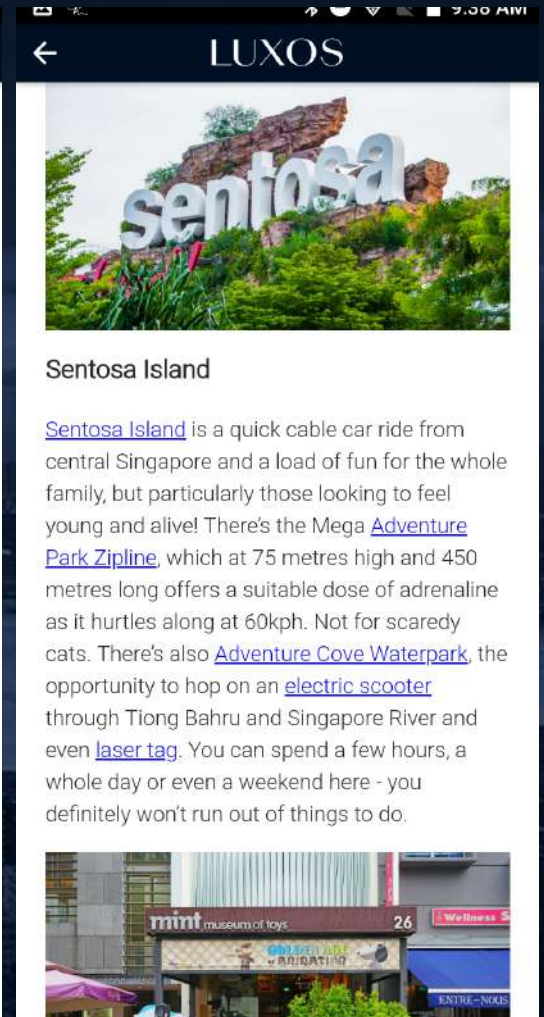 9:38 AM
LUXOS
sentosa
Sentosa Island
Sentosa Island is a quick cable car ride from
central Singapore and a load of fun for the whole
family, but particularly those looking to feel
young and alive! There's the Mega Adventure
Park Zipline, which at 75 metres high and 450
metres long offers a suitable dose of adrenaline
as it hurtles along at 60kph. Not for scaredy
cats. There's also Adventure Cove Waterpark, the
opportunity to hop on an electric scooter
through Tiong Bahru and Singapore River and
even laser tag. You can spend a few hours, a
whole day or even a weekend here - you
definitely won't run out of things to do.
mint museum of toys
26
Wellness S
GOLDEN AGE
of ANIMATION
ENTRE-NOUS